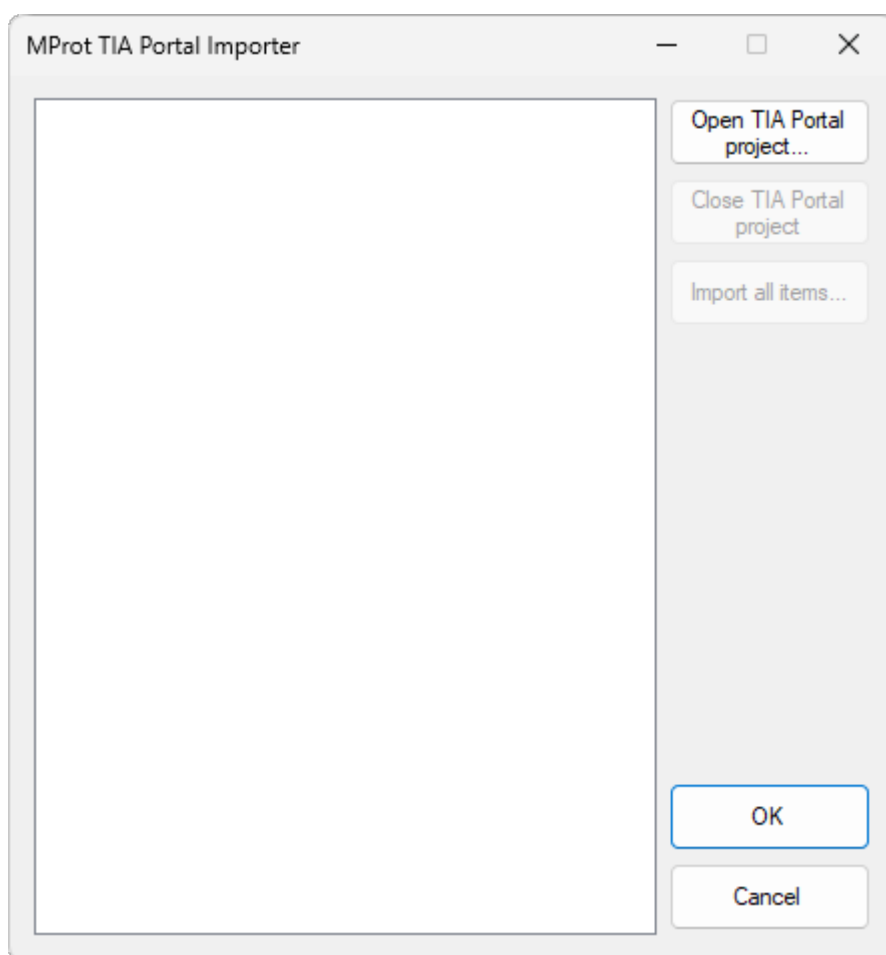 MProt TIA Portal Importer
Open TIA Portal
project...
Close TIA Portal
project
Import all items...
OK
Cancel